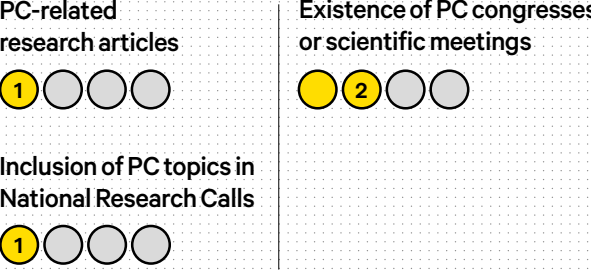 PC-related
research articles
1
Inclusion of PC topics in
National Research Calls
1
Existence of PC congresses
or scientific meetings
2